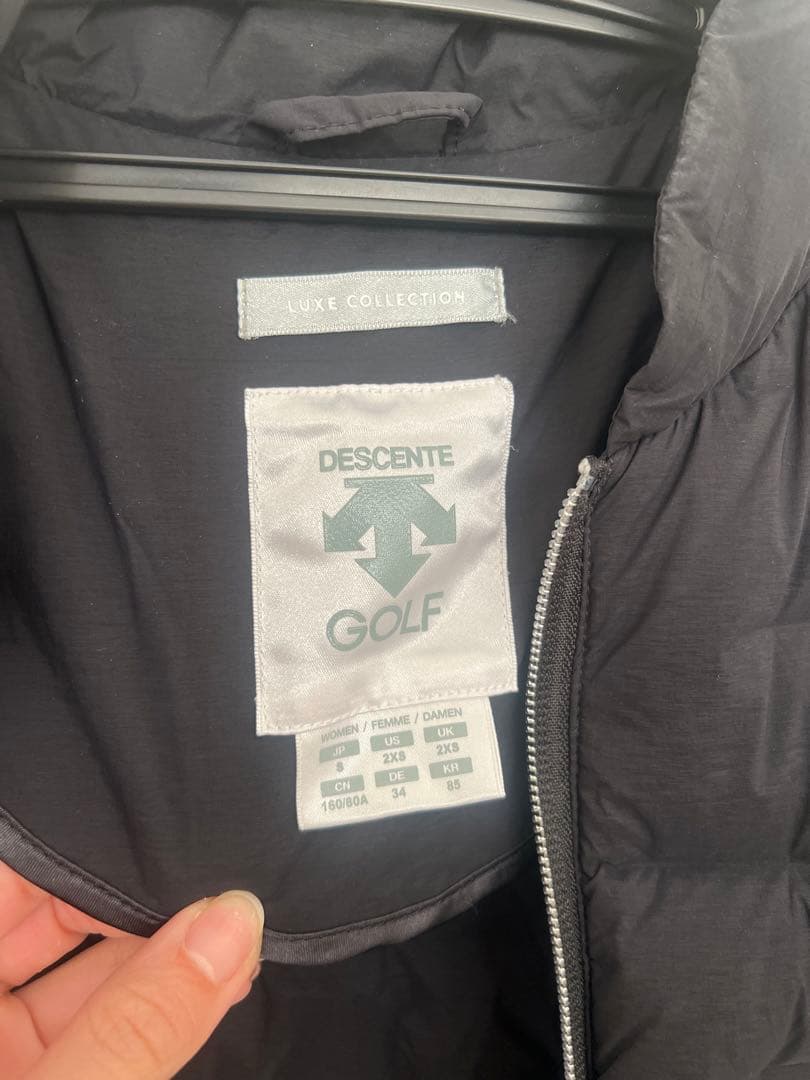 LUXE COLLECTION
DESCENTE
GOLF
WOMEN / FEMME / DAMEN
JP US UK
S 2XS 2XS
CN DE KR
160/80A 34 85